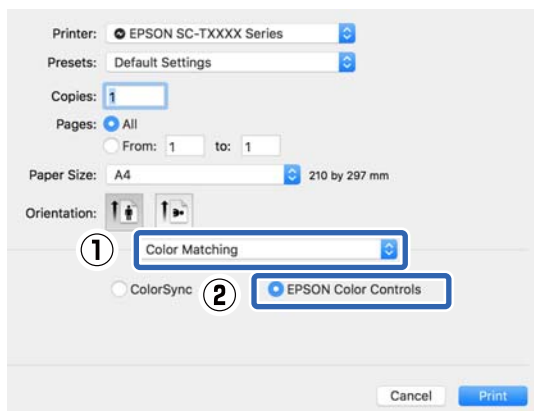 Printer: EPSON SC-TXXXX Series
Presets: Default Settings
Copies: 1
Pages: All
From: 1 to: 1
Paper Size: A4 210 by 297 mm
Orientation:
① Color Matching
ColorSync ② EPSON Color Controls
Cancel Print